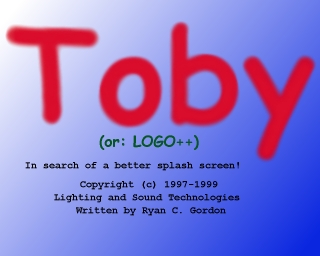 Toby
(or: LOGO++)
In search of a better splash screen!
Copyright (c) 1997-1999
Lighting and Sound Technologies
Written by Ryan C. Gordon